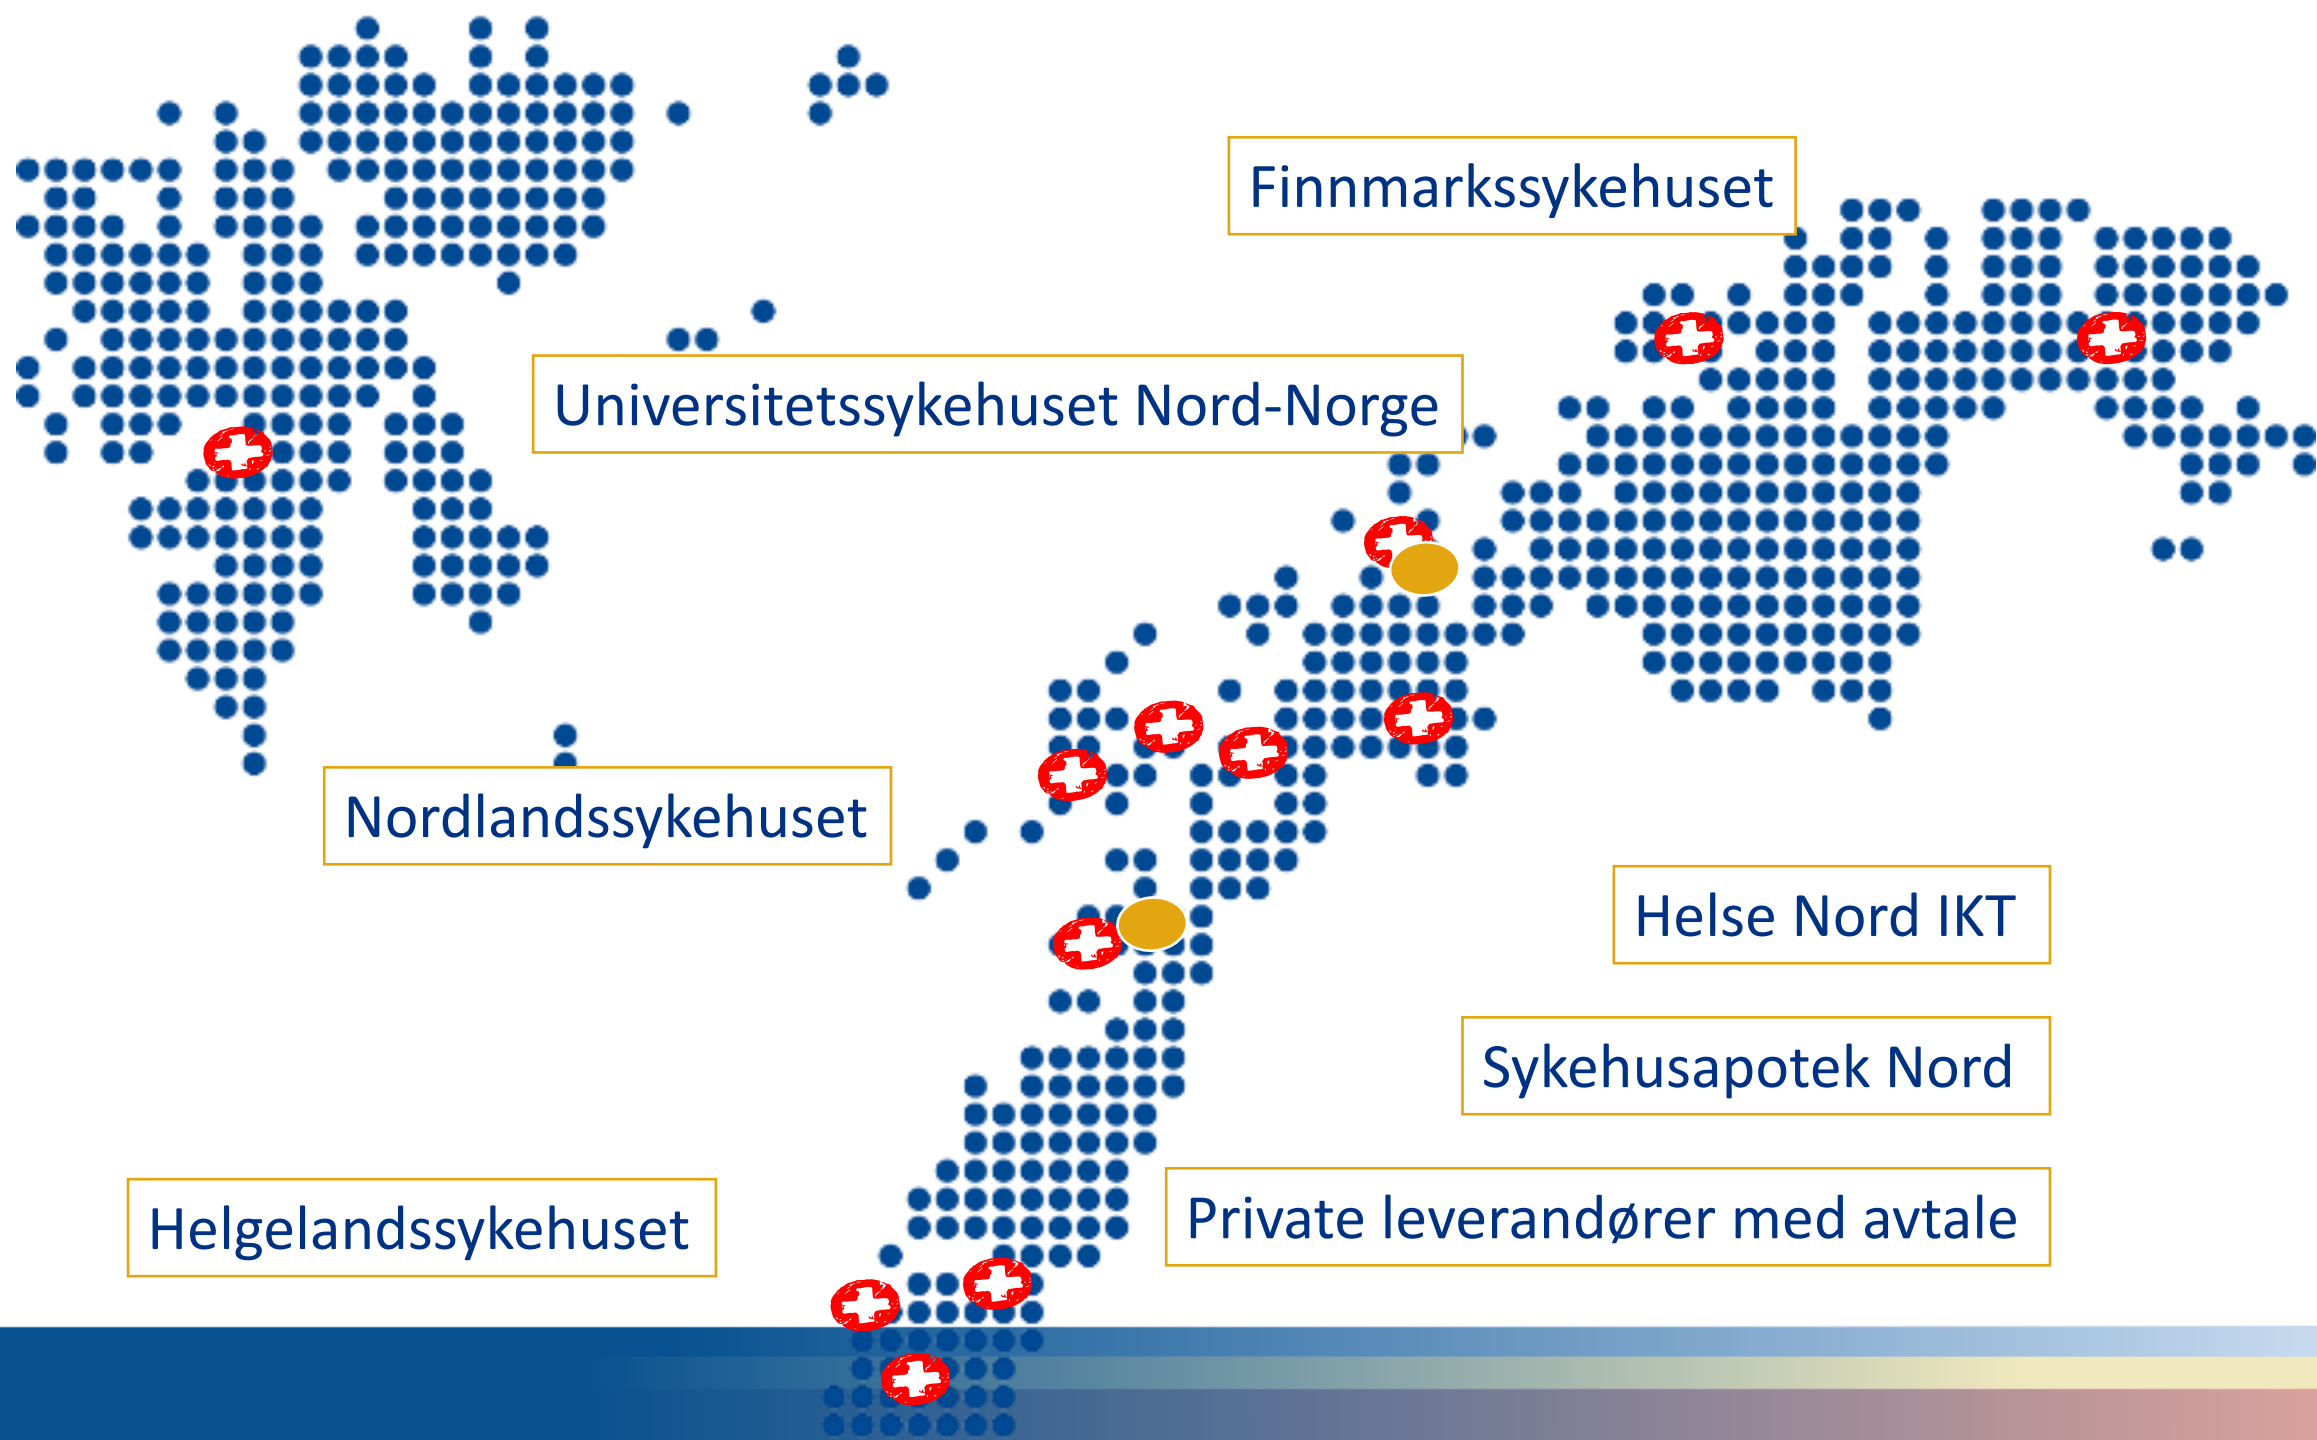 Finnmarkssykehuset
Universitetssykehuset Nord-Norge
Nordlandssykehuset
Helse Nord IKT
Sykehusapotek Nord
Private leverandører med avtale
Helgelandssykehuset